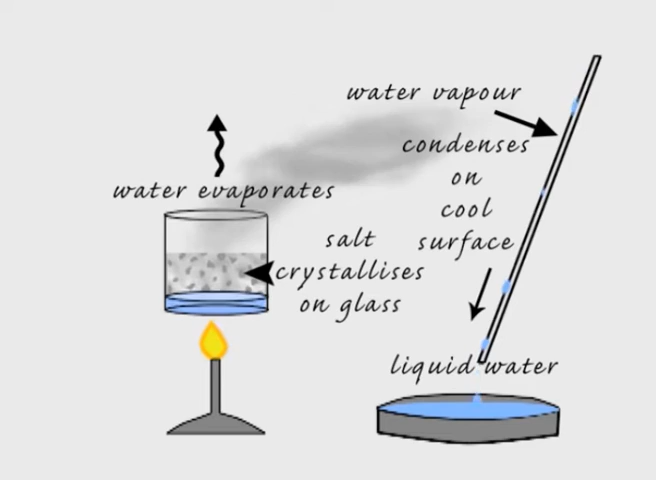 water vapour
condenses
on
cool
surface
water evaporates
salt
crystallises
on glass
liquid water